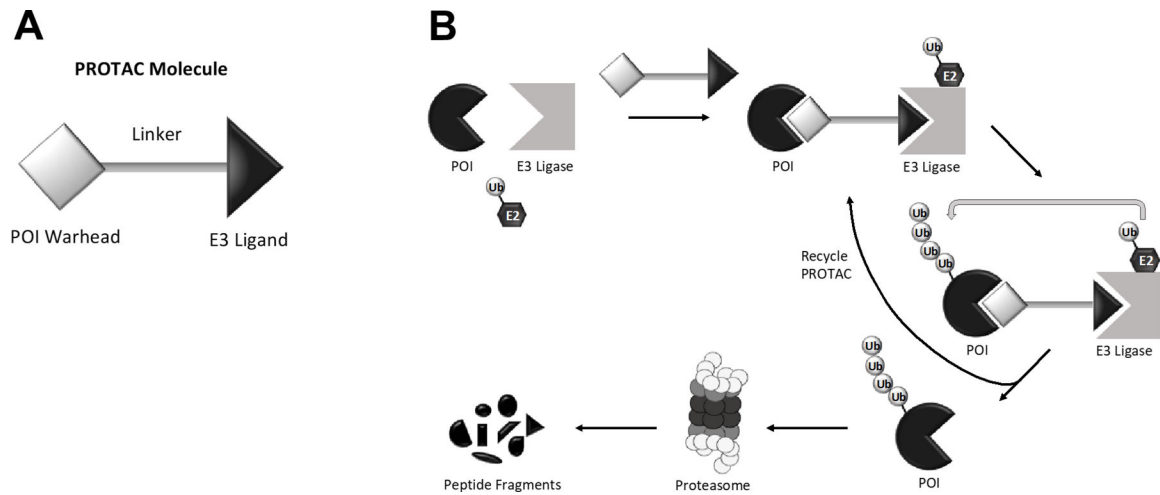 A
PROTAC Molecule
Linker
POI Warhead
E3 Ligand
B
POI
E3 Ligase
Ub
E2
Ub
E2
POI
E3 Ligase
Ub
Ub
Ub
Ub
Ub
E2
POI
E3 Ligase
Recycle
PROTAC
Ub
Ub
Ub
Ub
POI
Proteasome
Peptide Fragments